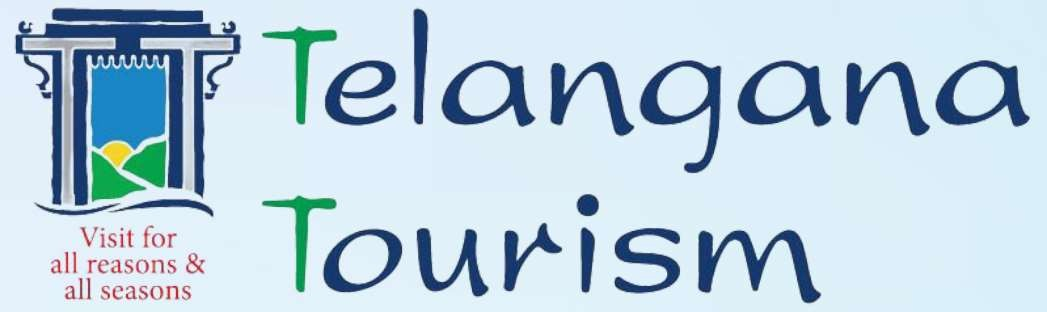 Telangana
Tourism
Visit for
all reasons &
all seasons